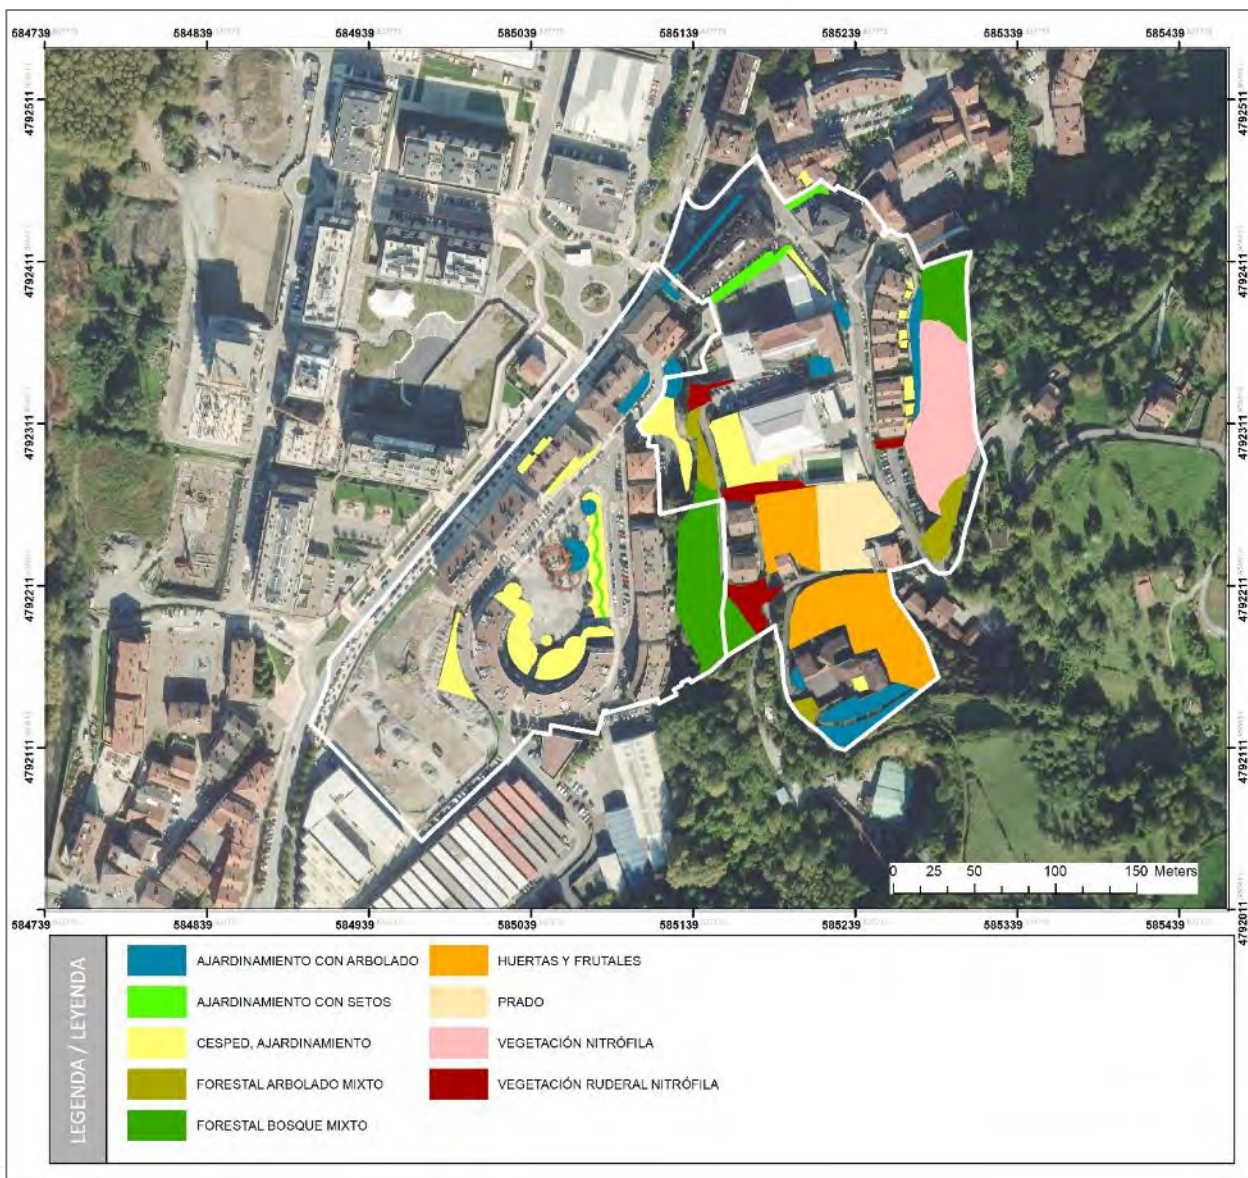 584739 584839 584939 585039 585139 585239 585339 585439
4792511 4792511
4792411 4792411
4792311 4792311
4792211 4792211
4792111 4792111
4792011
0 25 50 100 150 Meters
584739 584839 584939 585039 585139 585239 585339 585439
LEGENDA / LEYENDA
AJARDINAMIENTO CON ARBOLADO
AJARDINAMIENTO CON SETOS
CESPED, AJARDINAMIENTO
FORESTAL ARBOLADO MIXTO
FORESTAL BOSQUE MIXTO
HUERTAS Y FRUTALES
PRADO
VEGETACIÓN NITRÓFILA
VEGETACIÓN RUDERAL NITRÓFILA